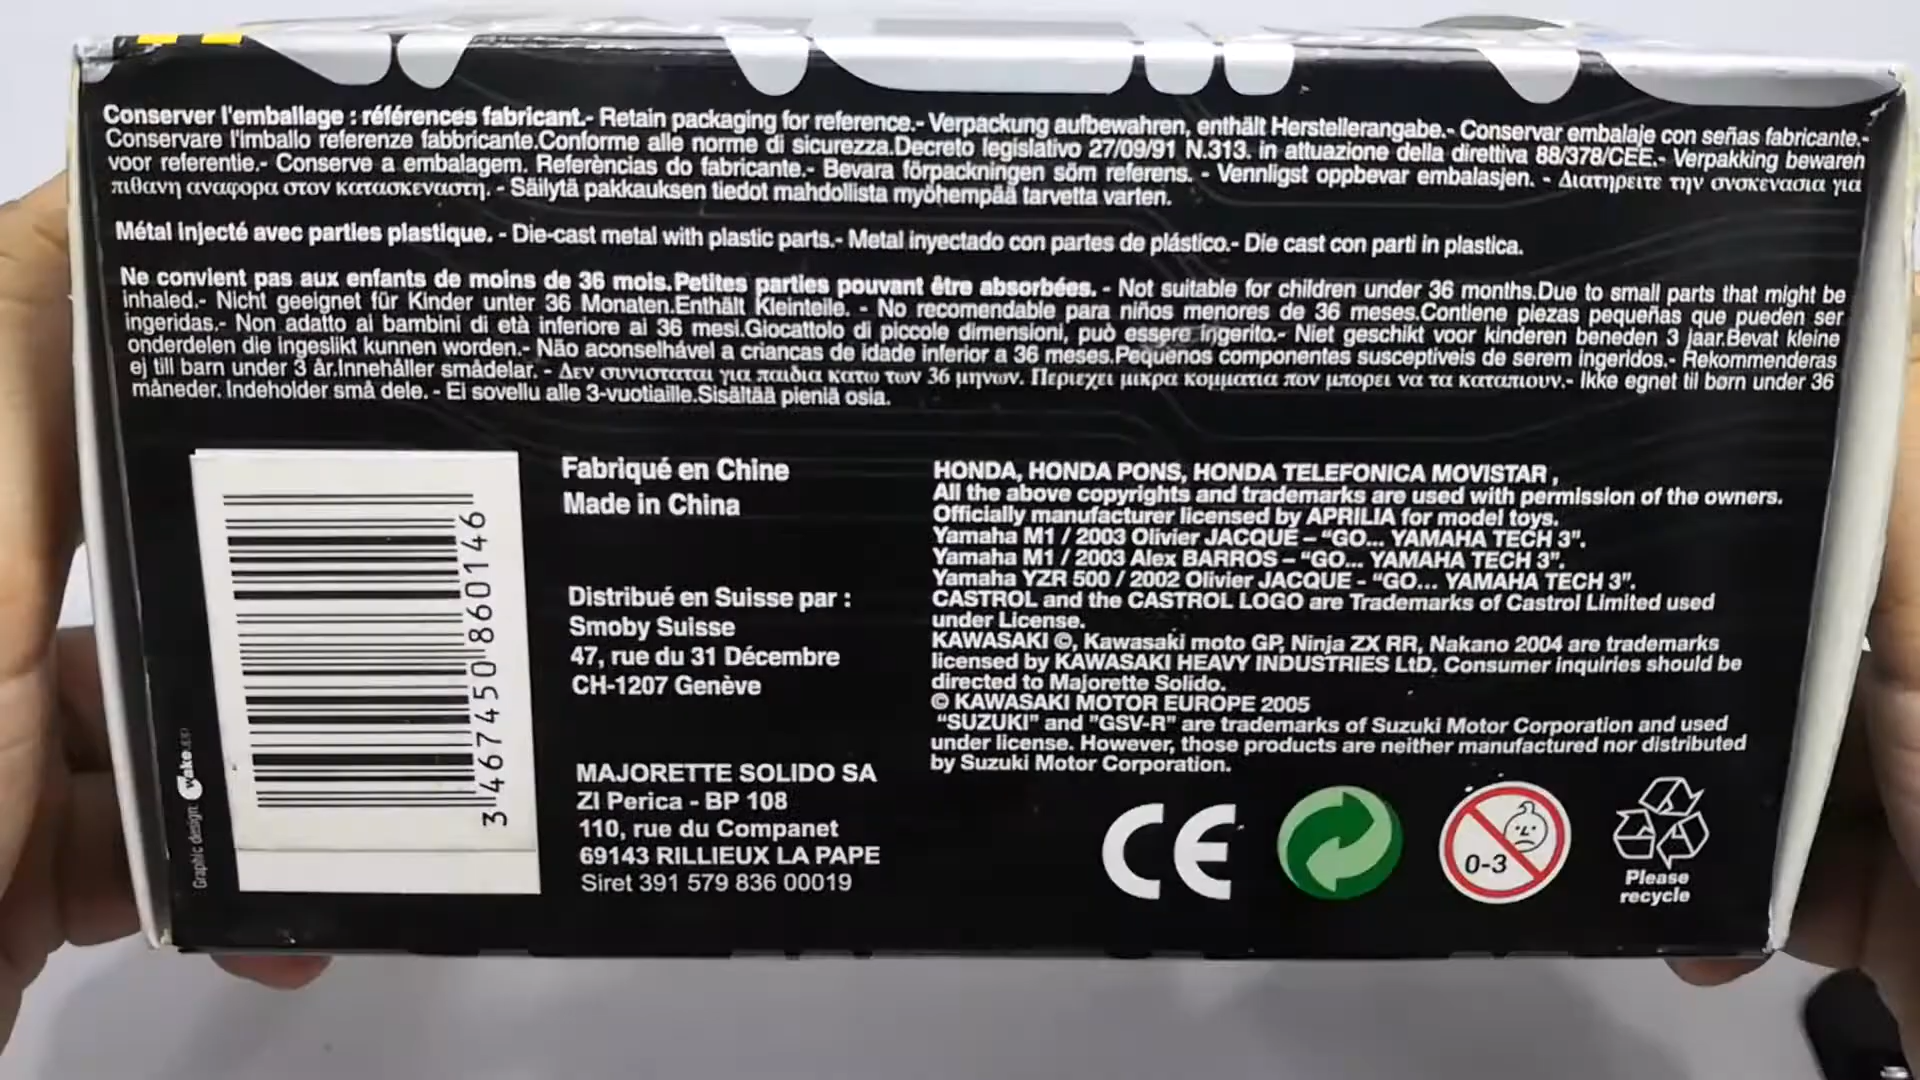 Conserver l'emballage : références fabricant.- Retain packaging for reference.- Verpackung aufbewahren, enthält Herstellerangabe.- Conservar embalaje con señas fabricante.-
Conservare l'imballo referenze fabbricante.Conforme alle norme di sicurezza.Decreto legislativo 27/09/91 N.313. in attuazione della direttiva 88/378/CEE.- Verpakking bewaren
voor referentie.- Conserve a embalagem. Referèncias do fabricante.- Bevara förpackningen söm referens. - Vennligst oppbevar embalasjen. - Διατηρειτε την συσκευασια για
πιθανη αναφορα στον κατασκευαστη. - Säilytä pakkauksen tiedot mahdollista myöhempää tarvetta varten.
Métal injecté avec parties plastique. - Die-cast metal with plastic parts.- Metal inyectado con partes de plástico.- Die cast con parti in plastica.
Ne convient pas aux enfants de moins de 36 mois.Petites parties pouvant être absorbées. - Not suitable for children under 36 months.Due to small parts that might be
inhaled.- Nicht geeignet für Kinder unter 36 Monaten.Enthält Kleinteile. - No recomendable para niños menores de 36 meses.Contiene piezas pequeñas que pueden ser
ingeridas.- Non adatto ai bambini di età inferiore ai 36 mesi.Giocattolo di piccole dimensioni, può essere ingerito.- Niet geschikt voor kinderen beneden 3 jaar.Bevat kleine
onderdelen die ingeslikt kunnen worden.- Não aconselhável a criancas de idade inferior a 36 meses.Pequenos componentes susceptiveis de serem ingeridos.- Rekommenderas
ej till barn under 3 år.Innehåller smådelar. - Δεν συνισταται για παιδια κατω των 36 μηνων. Περιεχει μικρα κομματια που μπορει να τα καταπιουν.- Ikke egnet til børn under 36
måneder. Indeholder små dele. - Ei sovellu alle 3-vuotiaille.Sisältää pieniä osia.
3 467450 860146
Graphic design: wake.up
Fabriqué en Chine
Made in China
Distribué en Suisse par :
Smoby Suisse
47, rue du 31 Décembre
CH-1207 Genève
MAJORETTE SOLIDO SA
ZI Perica - BP 108
110, rue du Companet
69143 RILLIEUX LA PAPE
Siret 391 579 836 00019
HONDA, HONDA PONS, HONDA TELEFONICA MOVISTAR ,
All the above copyrights and trademarks are used with permission of the owners.
Officially manufacturer licensed by APRILIA for model toys.
Yamaha M1 / 2003 Olivier JACQUE – “GO... YAMAHA TECH 3”.
Yamaha M1 / 2003 Alex BARROS – “GO... YAMAHA TECH 3”.
Yamaha YZR 500 / 2002 Olivier JACQUE - “GO... YAMAHA TECH 3”.
CASTROL and the CASTROL LOGO are Trademarks of Castrol Limited used
under License.
KAWASAKI ©, Kawasaki moto GP, Ninja ZX RR, Nakano 2004 are trademarks
licensed by KAWASAKI HEAVY INDUSTRIES LtD. Consumer inquiries should be
directed to Majorette Solido.
© KAWASAKI MOTOR EUROPE 2005
“SUZUKI” and "GSV-R" are trademarks of Suzuki Motor Corporation and used
under license. However, those products are neither manufactured nor distributed
by Suzuki Motor Corporation.
CE
0-3
Please
recycle